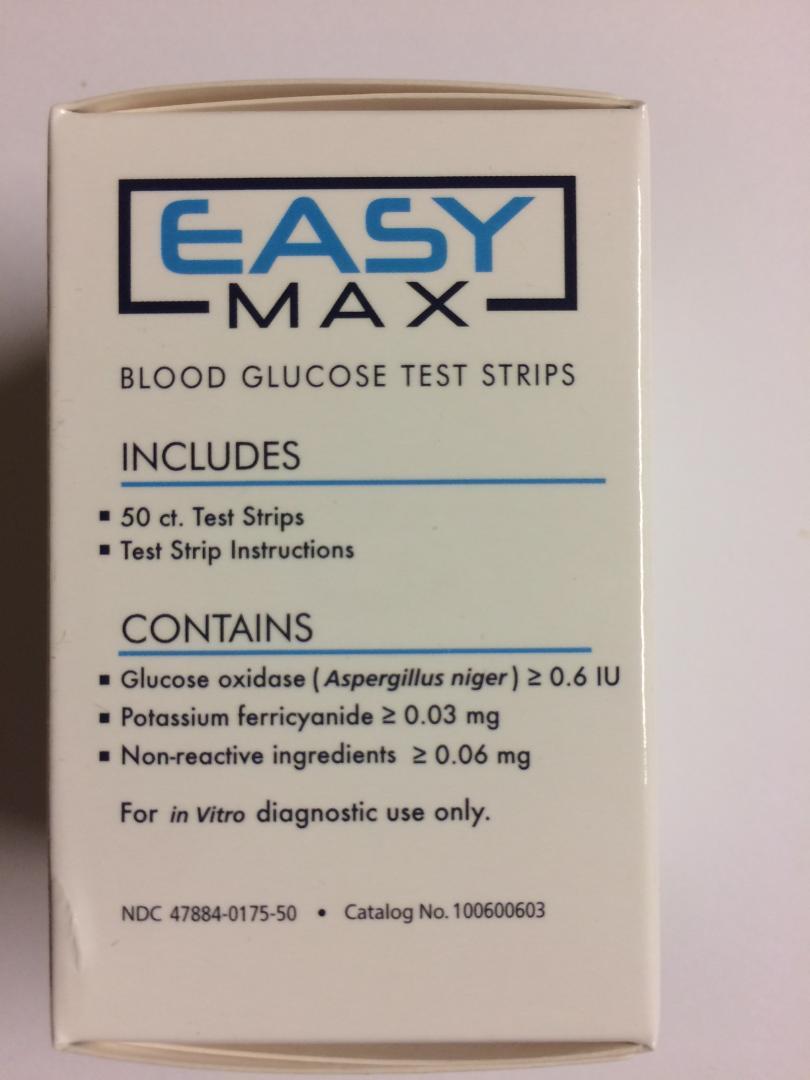 EASY
MAX
BLOOD GLUCOSE TEST STRIPS
INCLUDES
▪ 50 ct. Test Strips
▪ Test Strip Instructions
CONTAINS
▪ Glucose oxidase (Aspergillus niger) ≥ 0.6 IU
▪ Potassium ferricyanide ≥ 0.03 mg
▪ Non-reactive ingredients ≥ 0.06 mg
For in Vitro diagnostic use only.
NDC 47884-0175-50 • Catalog No. 100600603